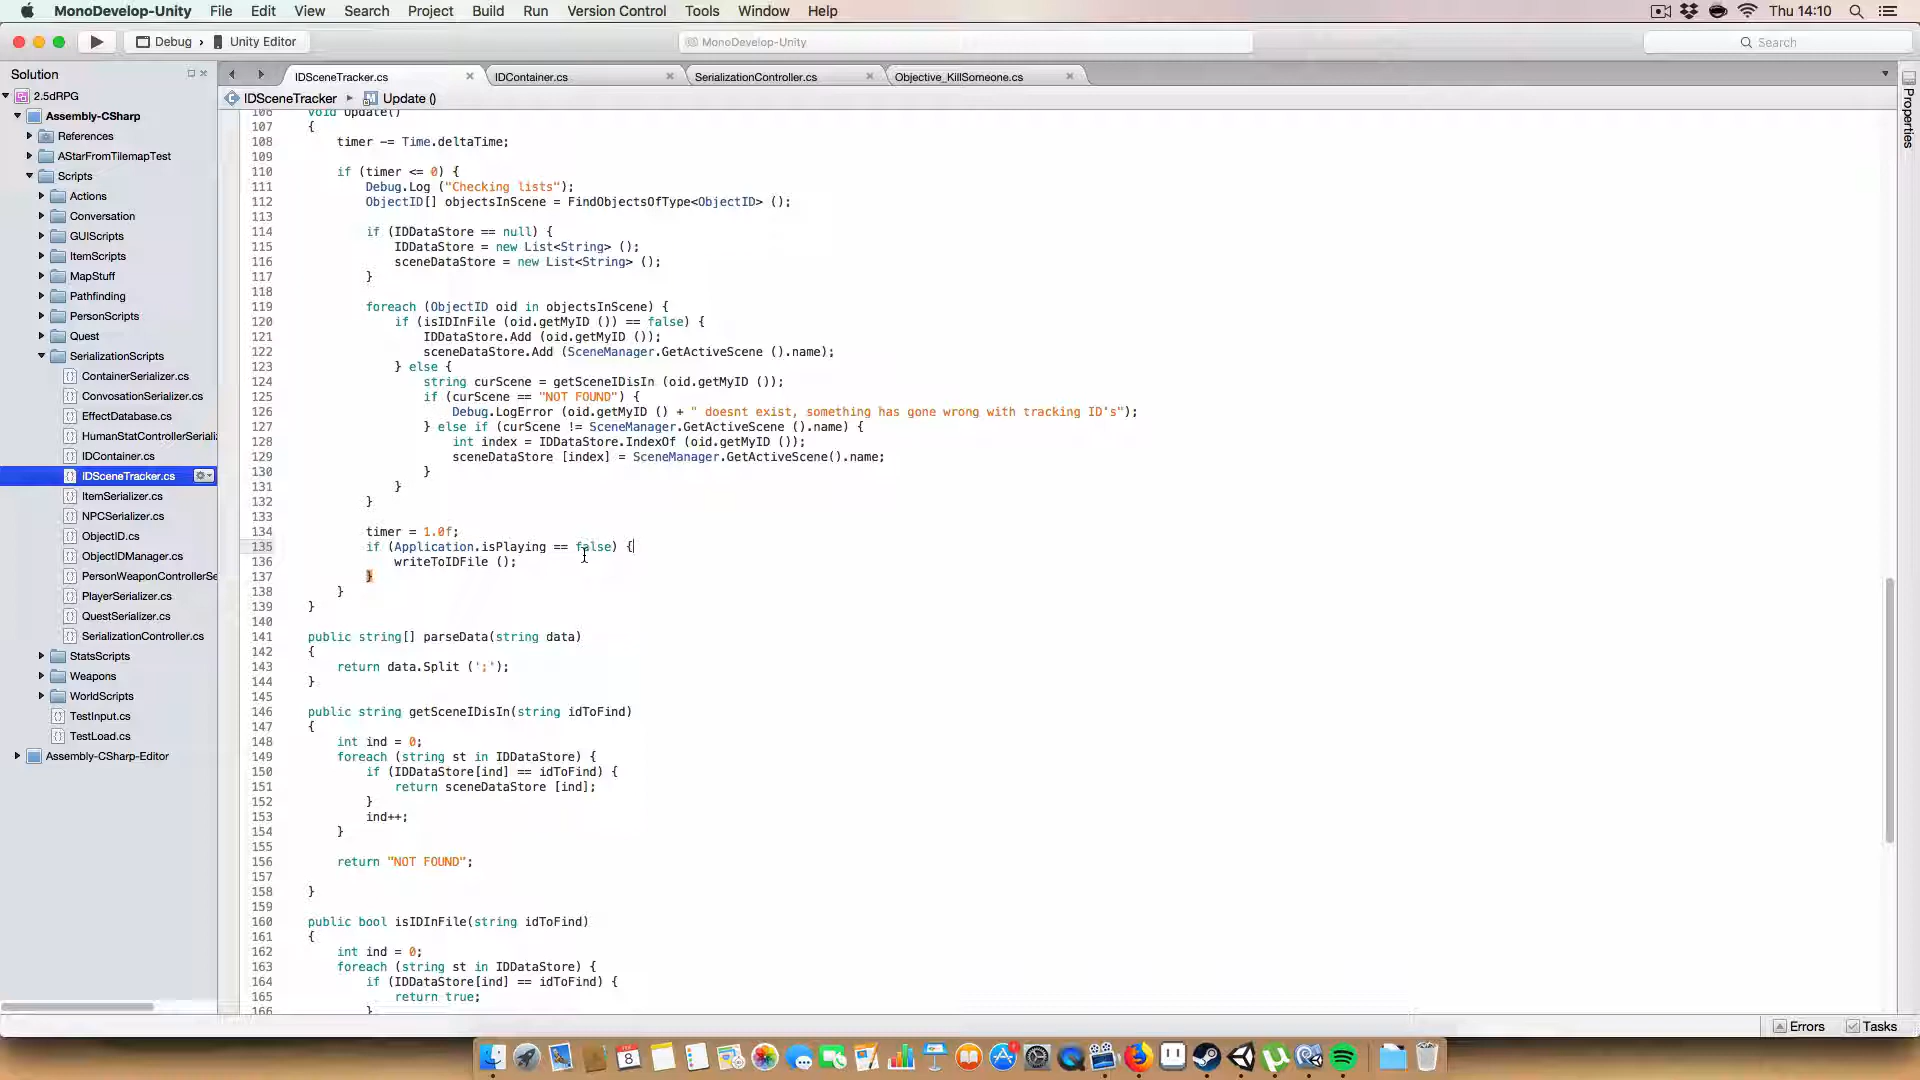 MonoDevelop-Unity File Edit View Search Project Build Run Version Control Tools Window Help Thu 14:10
Debug › Unity Editor MonoDevelop-Unity Search
Solution
IDSceneTracker.cs IDContainer.cs SerializationController.cs Objective_KillSomeone.cs
IDSceneTracker Update ()
Properties
2.5dRPG
Assembly-CSharp
References
AStarFromTilemapTest
Scripts
Actions
Conversation
GUIScripts
ItemScripts
MapStuff
Pathfinding
PersonScripts
Quest
SerializationScripts
ContainerSerializer.cs
ConvosationSerializer.cs
EffectDatabase.cs
HumanStatControllerSeriali
IDContainer.cs
IDSceneTracker.cs
ItemSerializer.cs
NPCSerializer.cs
ObjectID.cs
ObjectIDManager.cs
PersonWeaponControllerSe
PlayerSerializer.cs
QuestSerializer.cs
SerializationController.cs
StatsScripts
Weapons
WorldScripts
TestInput.cs
TestLoad.cs
Assembly-CSharp-Editor
106 void Update()
107 {
108 timer -= Time.deltaTime;
109
110 if (timer <= 0) {
111 Debug.Log ("Checking lists");
112 ObjectID[] objectsInScene = FindObjectsOfType<ObjectID> ();
113
114 if (IDDataStore == null) {
115 IDDataStore = new List<String> ();
116 sceneDataStore = new List<String> ();
117 }
118
119 foreach (ObjectID oid in objectsInScene) {
120 if (isIDInFile (oid.getMyID ()) == false) {
121 IDDataStore.Add (oid.getMyID ());
122 sceneDataStore.Add (SceneManager.GetActiveScene ().name);
123 } else {
124 string curScene = getSceneIDisIn (oid.getMyID ());
125 if (curScene == "NOT FOUND") {
126 Debug.LogError (oid.getMyID () + " doesnt exist, something has gone wrong with tracking ID's");
127 } else if (curScene != SceneManager.GetActiveScene ().name) {
128 int index = IDDataStore.IndexOf (oid.getMyID ());
129 sceneDataStore [index] = SceneManager.GetActiveScene().name;
130 }
131 }
132 }
133
134 timer = 1.0f;
135 if (Application.isPlaying == false) {
136 writeToIDFile ();
137 }
138 }
139 }
140
141 public string[] parseData(string data)
142 {
143 return data.Split (';');
144 }
145
146 public string getSceneIDisIn(string idToFind)
147 {
148 int ind = 0;
149 foreach (string st in IDDataStore) {
150 if (IDDataStore[ind] == idToFind) {
151 return sceneDataStore [ind];
152 }
153 ind++;
154 }
155
156 return "NOT FOUND";
157
158 }
159
160 public bool isIDInFile(string idToFind)
161 {
162 int ind = 0;
163 foreach (string st in IDDataStore) {
164 if (IDDataStore[ind] == idToFind) {
165 return true;
166 }
Errors Tasks
8